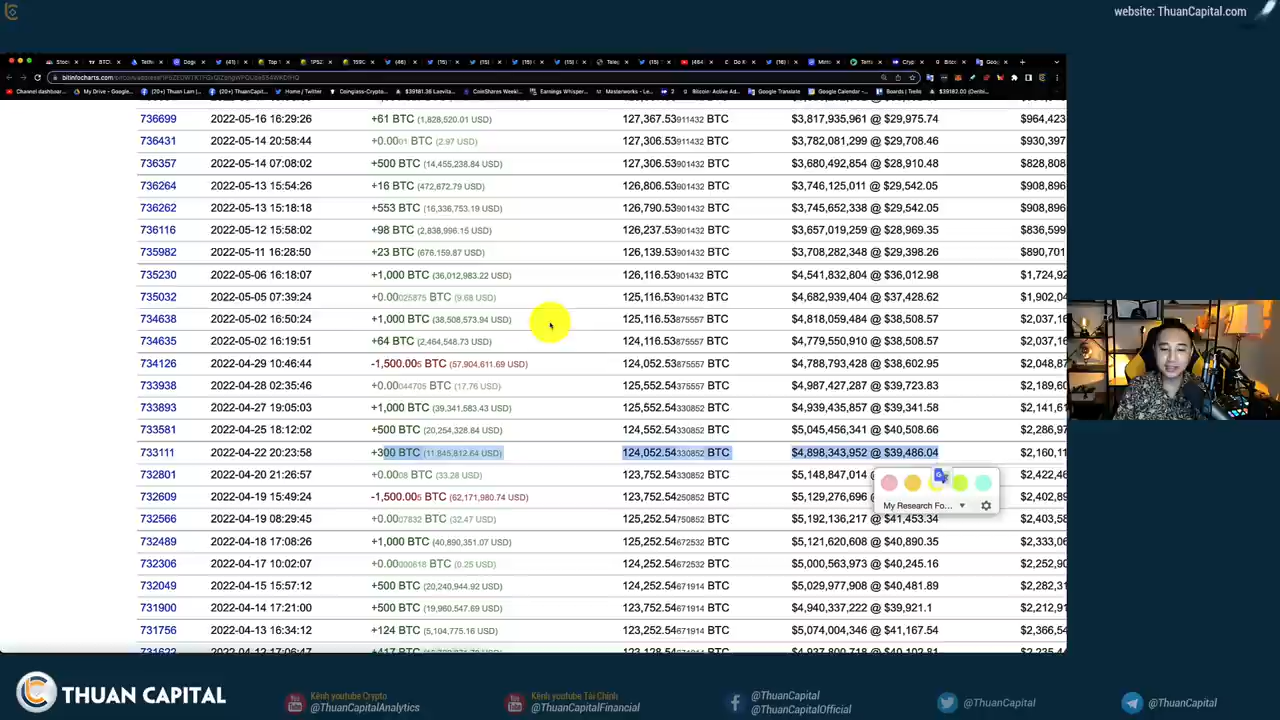 website: ThuanCapital.com
736699 2022-05-16 16:29:26 +61 BTC (1,828,520.01 USD) 127,367.53911432 BTC $3,817,935,961 @ $29,975.74 $964,423
736431 2022-05-14 20:58:44 +0.0001 BTC (2.97 USD) 127,306.53911432 BTC $3,782,081,299 @ $29,708.46 $930,397
736357 2022-05-14 07:08:02 +500 BTC (14,455,238.84 USD) 127,306.53901432 BTC $3,680,492,854 @ $28,910.48 $828,808
736264 2022-05-13 15:54:26 +16 BTC (472,672.79 USD) 126,806.53901432 BTC $3,746,125,011 @ $29,542.05 $908,896
736262 2022-05-13 15:18:18 +553 BTC (16,336,753.19 USD) 126,790.53901432 BTC $3,745,652,338 @ $29,542.05 $908,896
736116 2022-05-12 15:58:02 +98 BTC (2,838,996.15 USD) 126,237.53901432 BTC $3,657,019,259 @ $28,969.35 $836,599
735982 2022-05-11 16:28:50 +23 BTC (676,159.87 USD) 126,139.53901432 BTC $3,708,282,348 @ $29,398.26 $890,701
735230 2022-05-06 16:18:07 +1,000 BTC (36,012,983.22 USD) 126,116.53901432 BTC $4,541,832,804 @ $36,012.98 $1,724,9
735032 2022-05-05 07:39:24 +0.00025875 BTC (9.68 USD) 125,116.53901432 BTC $4,682,939,404 @ $37,428.62 $1,902,0
734638 2022-05-02 16:50:24 +1,000 BTC (38,508,573.94 USD) 125,116.53875557 BTC $4,818,059,484 @ $38,508.57 $2,037,16
734635 2022-05-02 16:19:51 +64 BTC (2,464,548.73 USD) 124,116.53875557 BTC $4,779,550,910 @ $38,508.57 $2,037,16
734126 2022-04-29 10:46:44 -1,500.005 BTC (57,904,611.69 USD) 124,052.53875557 BTC $4,788,793,428 @ $38,602.95 $2,048,87
733938 2022-04-28 02:35:46 +0.00044705 BTC (17.76 USD) 125,552.54375557 BTC $4,987,427,287 @ $39,723.83 $2,189,60
733893 2022-04-27 19:05:03 +1,000 BTC (39,341,583.43 USD) 125,552.54330852 BTC $4,939,435,857 @ $39,341.58 $2,141,61
733581 2022-04-25 18:12:02 +500 BTC (20,254,328.84 USD) 124,552.54330852 BTC $5,045,456,341 @ $40,508.66 $2,286,97
733111 2022-04-22 20:23:58 +300 BTC (11,845,812.64 USD) 124,052.54330852 BTC $4,898,343,952 @ $39,486.04 $2,160,11
732801 2022-04-20 21:26:57 +0.0008 BTC (33.28 USD) 123,752.54330852 BTC $5,148,847,014 $2,422,46
732609 2022-04-19 15:49:24 -1,500.005 BTC (62,171,980.74 USD) 123,752.54250852 BTC $5,129,276,696 $2,402,89
My Research Fo...
732566 2022-04-19 08:29:45 +0.0007832 BTC (32.47 USD) 125,252.54750852 BTC $5,192,136,217 @ $41,453.34 $2,403,58
732489 2022-04-18 17:08:26 +1,000 BTC (40,890,351.07 USD) 125,252.54672532 BTC $5,121,620,608 @ $40,890.35 $2,333,06
732306 2022-04-17 10:02:07 +0.00000618 BTC (0.25 USD) 124,252.54672532 BTC $5,000,563,973 @ $40,245.16 $2,252,90
732049 2022-04-15 15:57:12 +500 BTC (20,240,944.92 USD) 124,252.54671914 BTC $5,029,977,908 @ $40,481.89 $2,282,31
731900 2022-04-14 17:21:00 +500 BTC (19,960,547.69 USD) 123,752.54671914 BTC $4,940,337,222 @ $39,921.1 $2,212,91
731756 2022-04-13 16:34:12 +124 BTC (5,104,775.16 USD) 123,252.54671914 BTC $5,074,004,346 @ $41,167.54 $2,366,54
THUAN CAPITAL
Kênh youtube Crypto
@ThuanCapitalAnalytics
Kênh youtube Tài Chính
@ThuanCapitalFinancial
@ThuanCapital
@ThuanCapitalOfficial
@ThuanCapital
@ThuanCapital